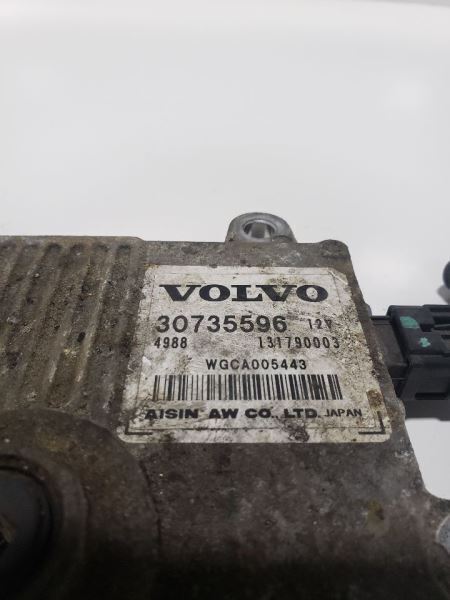 VOLVO
30735596 12V
4988 131790003
WGCA005443
AISIN AW CO., LTD. JAPAN